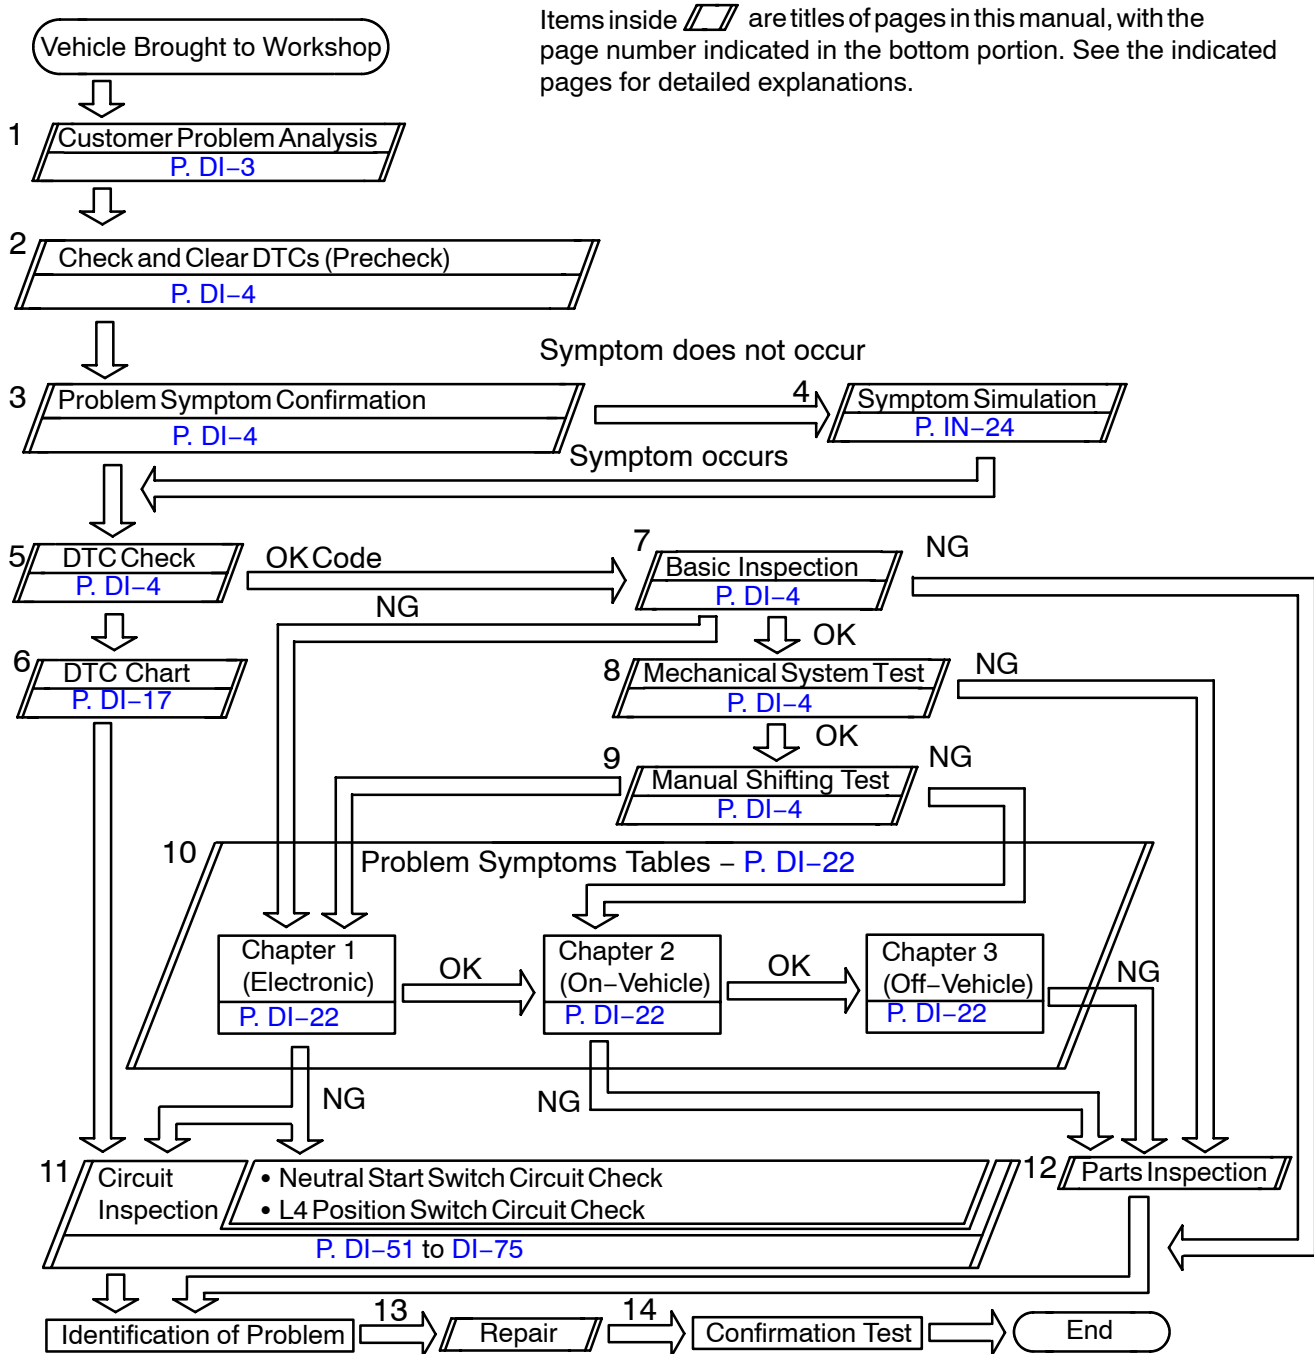 Items inside are titles of pages in this manual, with the
page number indicated in the bottom portion. See the indicated
pages for detailed explanations.
Vehicle Brought to Workshop
1
Customer Problem Analysis
P. DI–3
2
Check and Clear DTCs (Precheck)
P. DI–4
Symptom does not occur
3
Problem Symptom Confirmation
P. DI–4
4
Symptom Simulation
P. IN–24
Symptom occurs
5
DTC Check
P. DI–4
OK Code
NG
7
Basic Inspection
P. DI–4
NG
OK
6
DTC Chart
P. DI–17
8
Mechanical System Test
P. DI–4
NG
OK
9
Manual Shifting Test
P. DI–4
NG
10
Problem Symptoms Tables – P. DI–22
Chapter 1
(Electronic)
P. DI–22
OK
Chapter 2
(On–Vehicle)
P. DI–22
OK
Chapter 3
(Off–Vehicle)
P. DI–22
NG
NG
NG
11
Circuit
Inspection
• Neutral Start Switch Circuit Check
• L4 Position Switch Circuit Check
P. DI–51 to DI–75
12
Parts Inspection
Identification of Problem
13
Repair
14
Confirmation Test
End